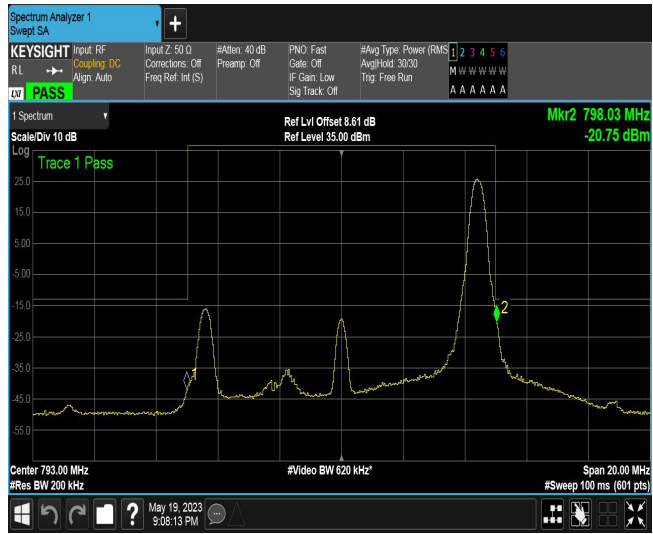 Spectrum Analyzer 1
Swept SA
+
KEYSIGHT Input: RF Input Z: 50 Ω #Atten: 40 dB PNO: Fast #Avg Type: Power (RMS 1 2 3 4 5 6
RL Coupling: DC Corrections: Off Preamp: Off Gate: Off Avg|Hold: 30/30 M W W W W W
Align: Auto Freq Ref: Int (S) IF Gain: Low Trig: Free Run
LXI PASS Sig Track: Off A A A A A A
1 Spectrum
Ref Lvl Offset 8.61 dB Mkr2 798.03 MHz
Scale/Div 10 dB Ref Level 35.00 dBm -20.75 dBm
Log
Trace 1 Pass
25.0
15.0
5.00
-5.00
-15.0
2
-25.0
-35.0
1
-45.0
-55.0
Center 793.00 MHz #Video BW 620 kHz* Span 20.00 MHz
#Res BW 200 kHz #Sweep 100 ms (601 pts)
? May 19, 2023
9:08:13 PM